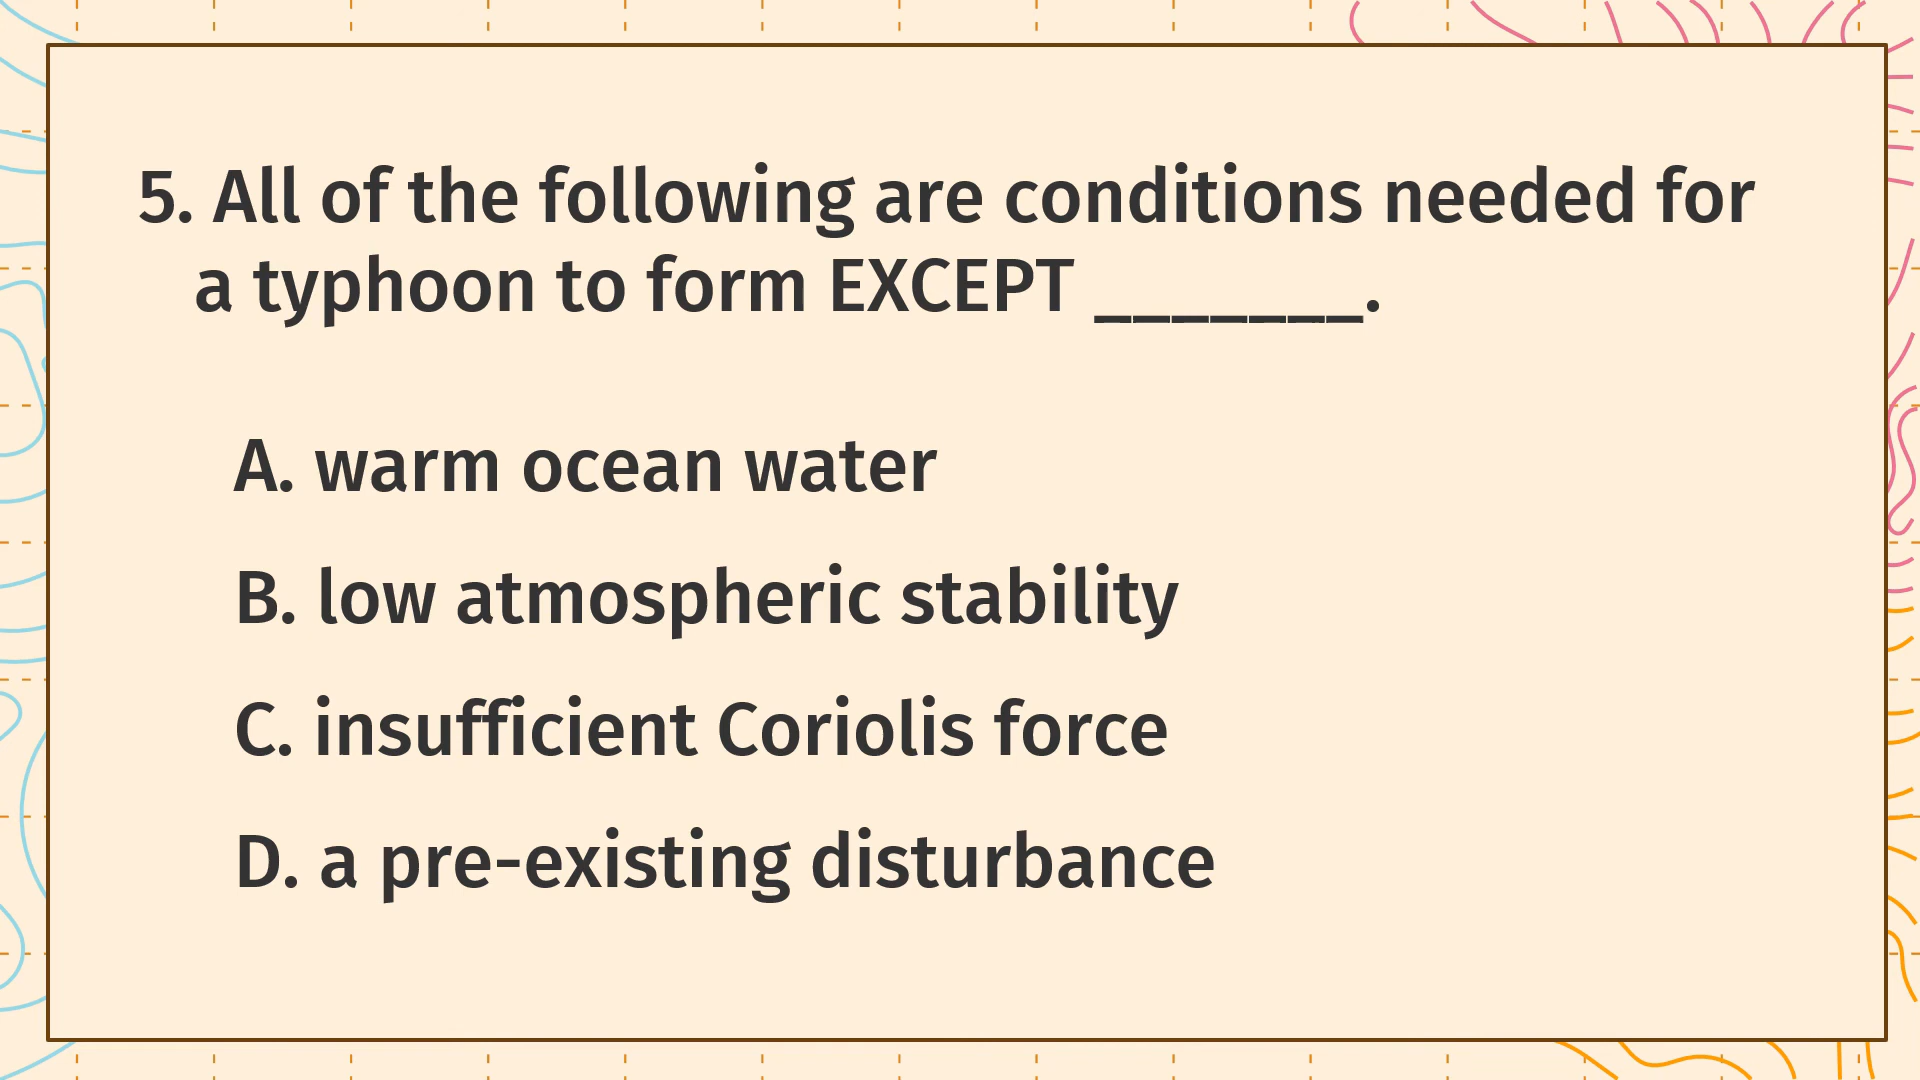 5. All of the following are conditions needed for
a typhoon to form EXCEPT _______.
A. warm ocean water
B. low atmospheric stability
C. insufficient Coriolis force
D. a pre-existing disturbance